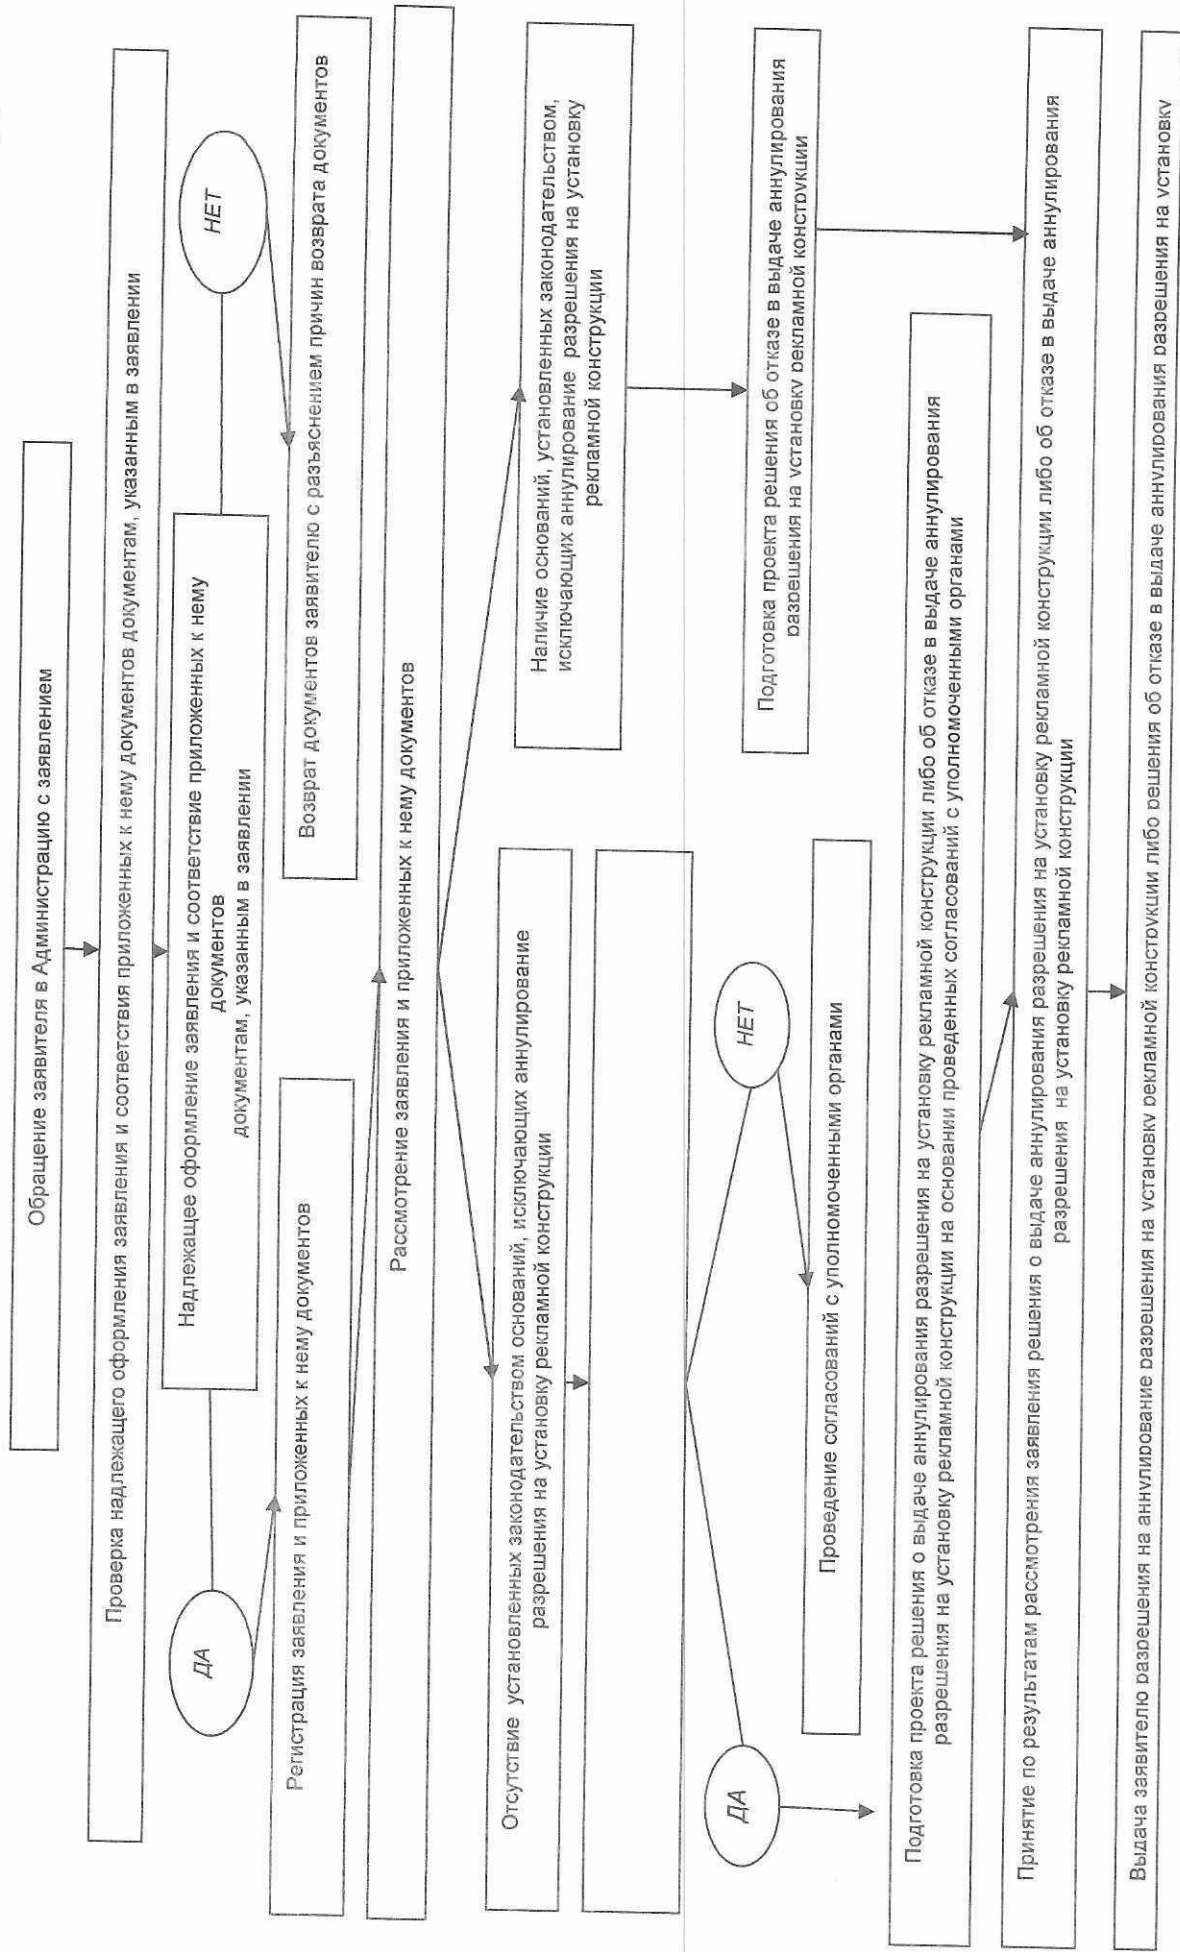 Обращение заявителя в Администрацию с заявлением
Проверка надлежащего оформления заявления и соответствия приложенных к нему документов документам, указанным в заявлении
Надлежащее оформление заявления и соответствие приложенных к нему
документов
документам, указанным в заявлении
ДА
НЕТ
Регистрация заявления и приложенных к нему документов
Возврат документов заявителю с разъяснением причин возврата документов
Рассмотрение заявления и приложенных к нему документов
Отсутствие установленных законодательством оснований, исключающих аннулирование
разрешения на установку рекламной конструкции
Наличие оснований, установленных законодательством,
исключающих аннулирование разрешения на установку
рекламной конструкции
ДА
НЕТ
Подготовка проекта решения об отказе в выдаче аннулирования
разрешения на установку рекламной конструкции
Проведение согласований с уполномоченными органами
Подготовка проекта решения о выдаче аннулирования разрешения на установку рекламной конструкции либо об отказе в выдаче аннулирования
разрешения на установку рекламной конструкции на основании проведенных согласований с уполномоченными органами
Принятие по результатам рассмотрения заявления решения о выдаче аннулирования разрешения на установку рекламной конструкции либо об отказе в выдаче аннулирования
разрешения на установку рекламной конструкции
Выдача заявителю разрешения на аннулирование разрешения на установку рекламной конструкции либо решения об отказе в выдаче аннулирования разрешения на установку